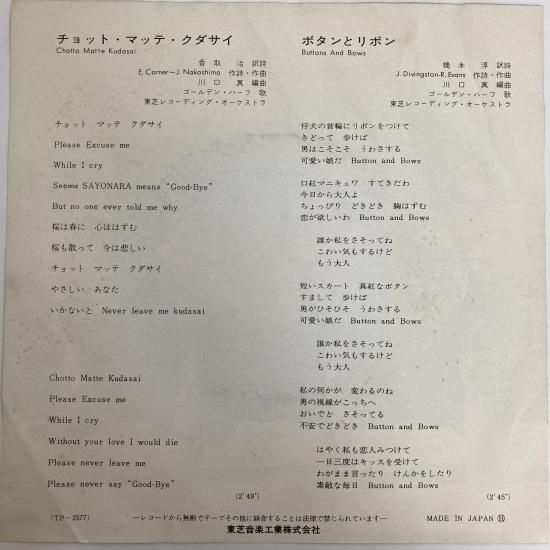 チョット・マッテ・クダサイ
Chotto Matte Kudasai
香取 治 訳詩
E. Carner—J. Nakashima 作詩・作曲
川口 真 編曲
ゴールデン・ハーフ 歌
東芝レコーディング・オーケストラ
チョット マッテ クダサイ
Please Excuse me
While I cry
Seems SAYONARA means “Good-Bye”
But no one ever told me why
桜は春に 心ははずむ
桜も散って 今は悲しい
チョット マッテ クダサイ
やさしい あなた
いかないと Never leave me kudasai
Chotto Matte Kudasai
Please Excuse me
While I cry
Without your love I would die
Please never leave me
Please never say “Good-Bye”
(2′49″)
ボタンとリボン
Buttons And Bows
橋本 淳 訳詩
J. Divingston-R. Evans 作詩・作曲
川口 真 編曲
ゴールデン・ハーフ 歌
東芝レコーディング・オーケストラ
仔犬の首輪にリボンをつけて
きどって 歩けば
男はこそこそ うわさする
可愛い娘だ Button and Bows
口紅マニキュウ すてきだわ
今日から大人よ
ちょっぴり どきどき 胸はずむ
恋が欲しいわ Button and Bows
誰か私をさそってね
こわい気もするけど
もう大人
短いスカート 真紅なボタン
すまして 歩けば
男がひそひそ うわさする
可愛い娘だ Button and Bows
誰か私をさそってね
こわい気もするけど
もう大人
私の何かが 変わるのね
男の視線がこっちへ
おいでと さそってる
不安でどきどき Button and Bows
はやく私も恋人みつけて
一日三度はキッスを受けて
わがまま言ったり けんかをしたり
素敵な毎日 Button and Bows
(2′45″)
(TP-2577)
—レコードから無断でテープその他に録音することは法律で禁じられています—
MADE IN JAPAN
東芝音楽工業株式会社